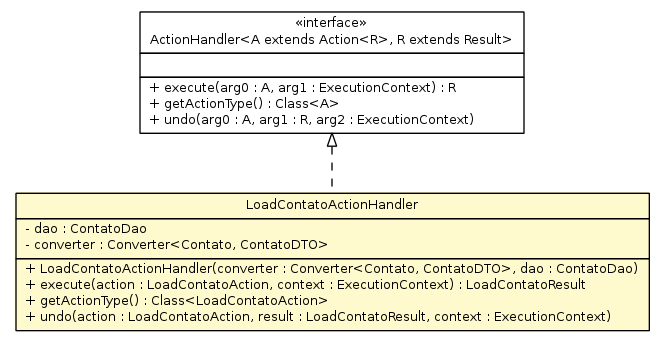 «interface»
ActionHandler<A extends Action<R>, R extends Result>
+ execute(arg0 : A, arg1 : ExecutionContext) : R
+ getActionType() : Class<A>
+ undo(arg0 : A, arg1 : R, arg2 : ExecutionContext)
LoadContatoActionHandler
- dao : ContatoDao
- converter : Converter<Contato, ContatoDTO>
+ LoadContatoActionHandler(converter : Converter<Contato, ContatoDTO>, dao : ContatoDao)
+ execute(action : LoadContatoAction, context : ExecutionContext) : LoadContatoResult
+ getActionType() : Class<LoadContatoAction>
+ undo(action : LoadContatoAction, result : LoadContatoResult, context : ExecutionContext)